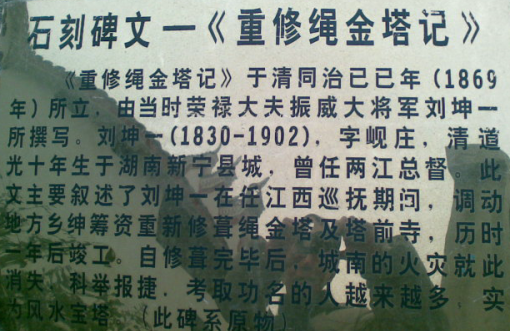 石刻碑文一《重修绳金塔记》
《重修绳金塔记》于清同治已已年（1869
年）所立，由当时荣禄大夫振威大将军刘坤一
所撰写。刘坤一(1830-1902)，字岘庄，清道
光十年生于湖南新宁县城，曾任两江总督。此
文主要叙述了刘坤一在任江西巡抚期间，调动
地方乡绅筹资重新修葺绳金塔及塔前寺，历时
一年后竣工。自修葺完毕后，城南的火灾就此
消失，科举报捷，考取功名的人越来越多，实
为风水宝塔。（此碑系原物）